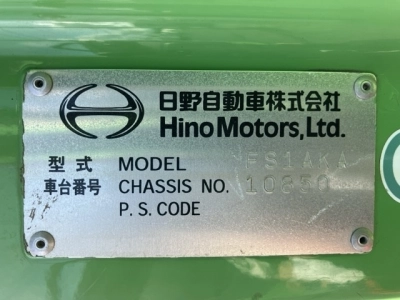 日野自動車株式会社
Hino Motors, Ltd.
型式 MODEL FS1AKA
車台番号 CHASSIS NO.
P.S.CODE